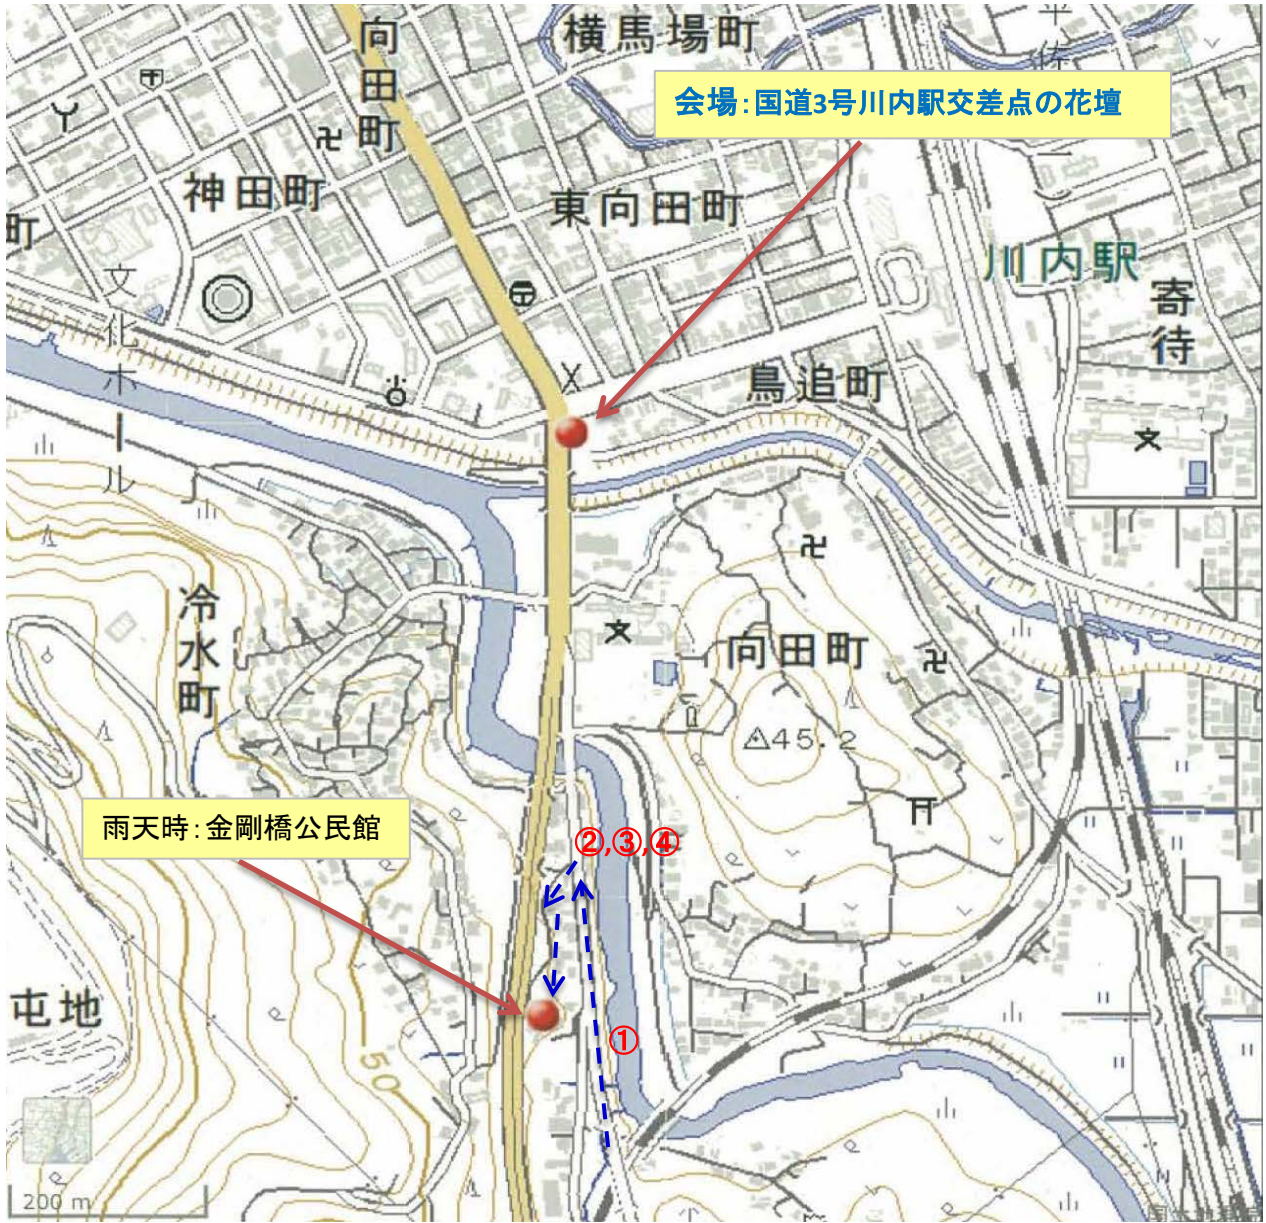 向田町
横馬場町
平佐
会場:国道3号川内駅交差点の花壇
神田町
東向田町
町
川内駅
文化ホール
寄待
鳥追町
冷水町
向田町
45.2
雨天時:金剛橋公民館
②,③,④
屯地
①
50
200 m